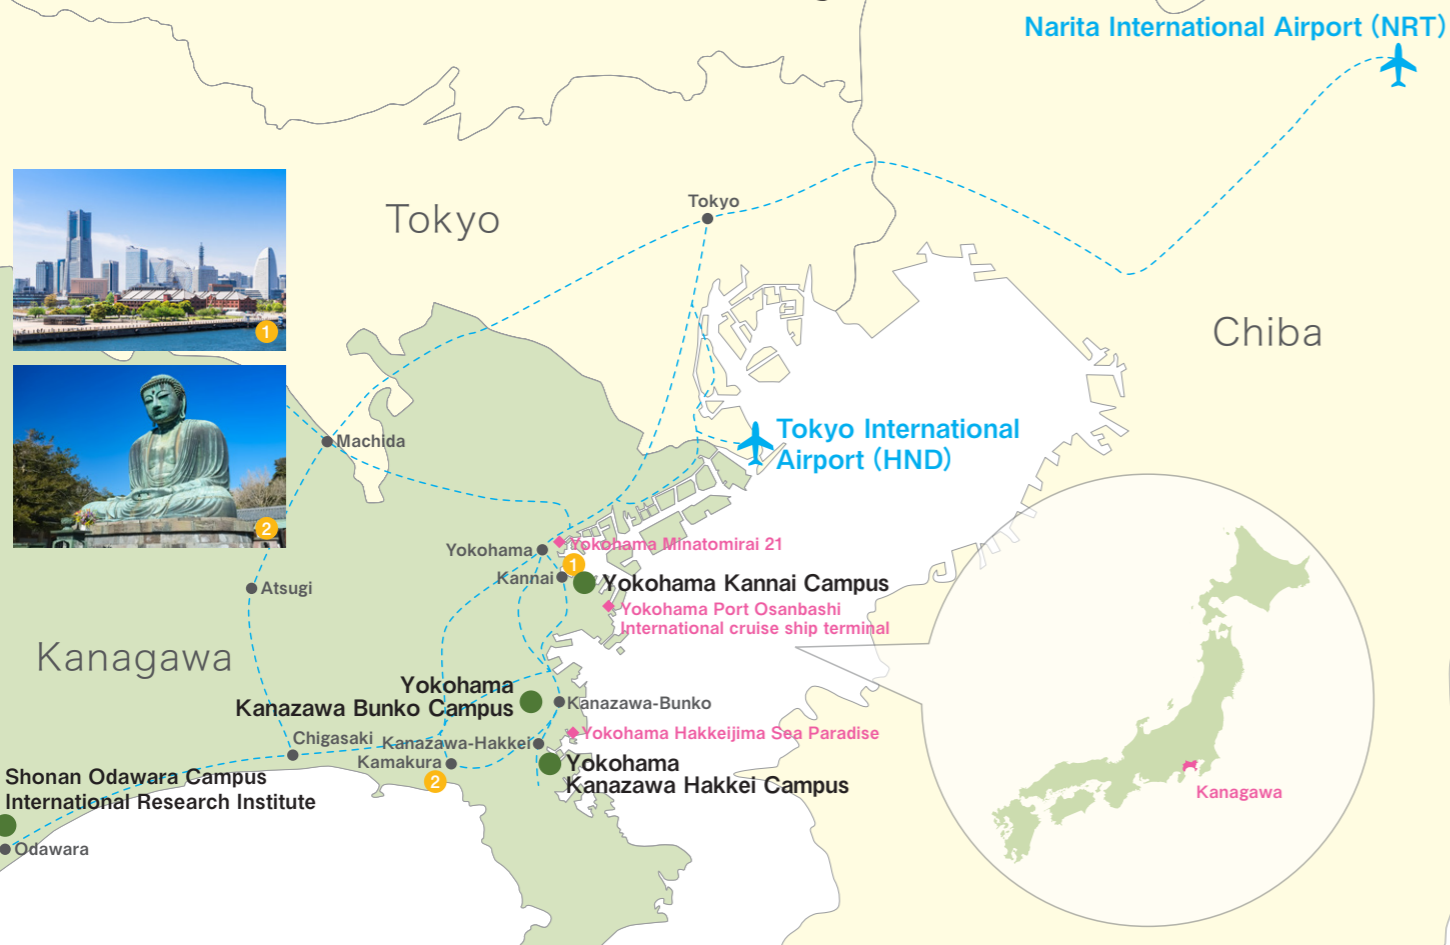 Narita International Airport (NRT)
Tokyo
Tokyo
Chiba
1
Machida
Tokyo International
Airport (HND)
2
Yokohama
Yokohama Minatomirai 21
1
Kannai
Yokohama Kannai Campus
Atsugi
Yokohama Port Osanbashi
International cruise ship terminal
Kanagawa
Yokohama
Kanazawa Bunko Campus
Kanazawa-Bunko
Yokohama Hakkeijima Sea Paradise
Chigasaki
Kanazawa-Hakkei
Kamakura
2
Yokohama
Kanazawa Hakkei Campus
Shonan Odawara Campus
International Research Institute
Odawara
Kanagawa